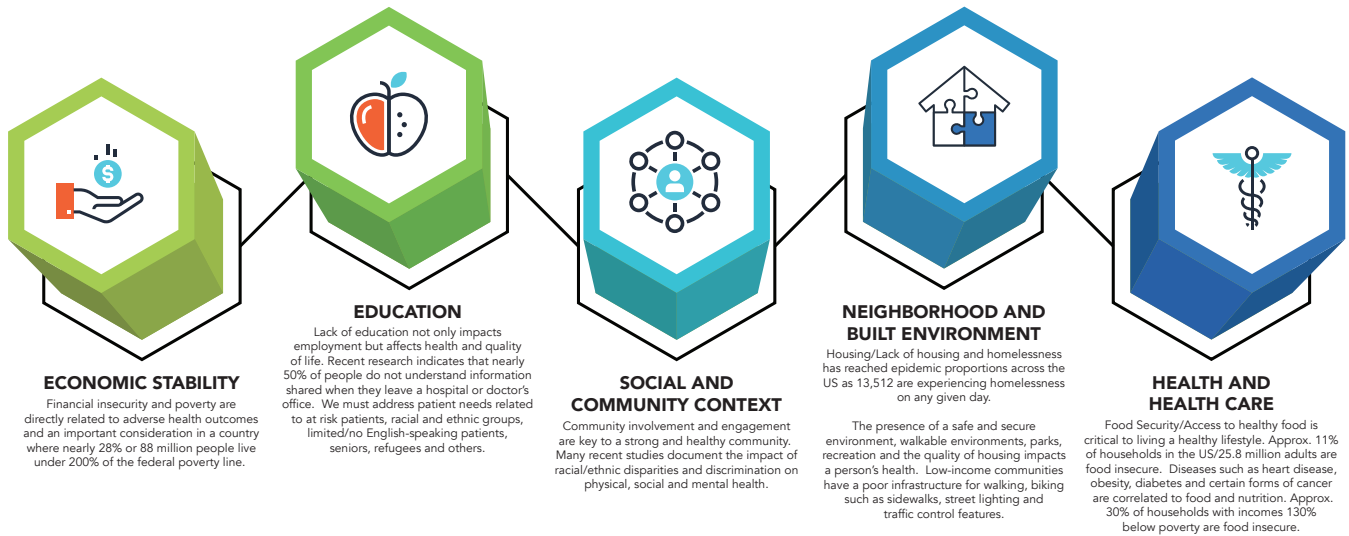 ECONOMIC STABILITY
Financial insecurity and poverty are
directly related to adverse health outcomes
and an important consideration in a country
where nearly 28% or 88 million people live
under 200% of the federal poverty line.
EDUCATION
Lack of education not only impacts
employment but affects health and quality
of life. Recent research indicates that nearly
50% of people do not understand information
shared when they leave a hospital or doctor's
office. We must address patient needs related
to at risk patients, racial and ethnic groups,
limited/no English-speaking patients,
seniors, refugees and others.
SOCIAL AND
COMMUNITY CONTEXT
Community involvement and engagement
are key to a strong and healthy community.
Many recent studies document the impact of
racial/ethnic disparities and discrimination on
physical, social and mental health.
NEIGHBORHOOD AND
BUILT ENVIRONMENT
Housing/Lack of housing and homelessness
has reached epidemic proportions across the
US as 13,512 are experiencing homelessness
on any given day.
The presence of a safe and secure
environment, walkable environments, parks,
recreation and the quality of housing impacts
a person's health. Low-income communities
have a poor infrastructure for walking, biking
such as sidewalks, street lighting and
traffic control features.
HEALTH AND
HEALTH CARE
Food Security/Access to healthy food is
critical to living a healthy lifestyle. Approx. 11%
of households in the US/25.8 million adults are
food insecure. Diseases such as heart disease,
obesity, diabetes and certain forms of cancer
are correlated to food and nutrition. Approx.
30% of households with incomes 130%
below poverty are food insecure.